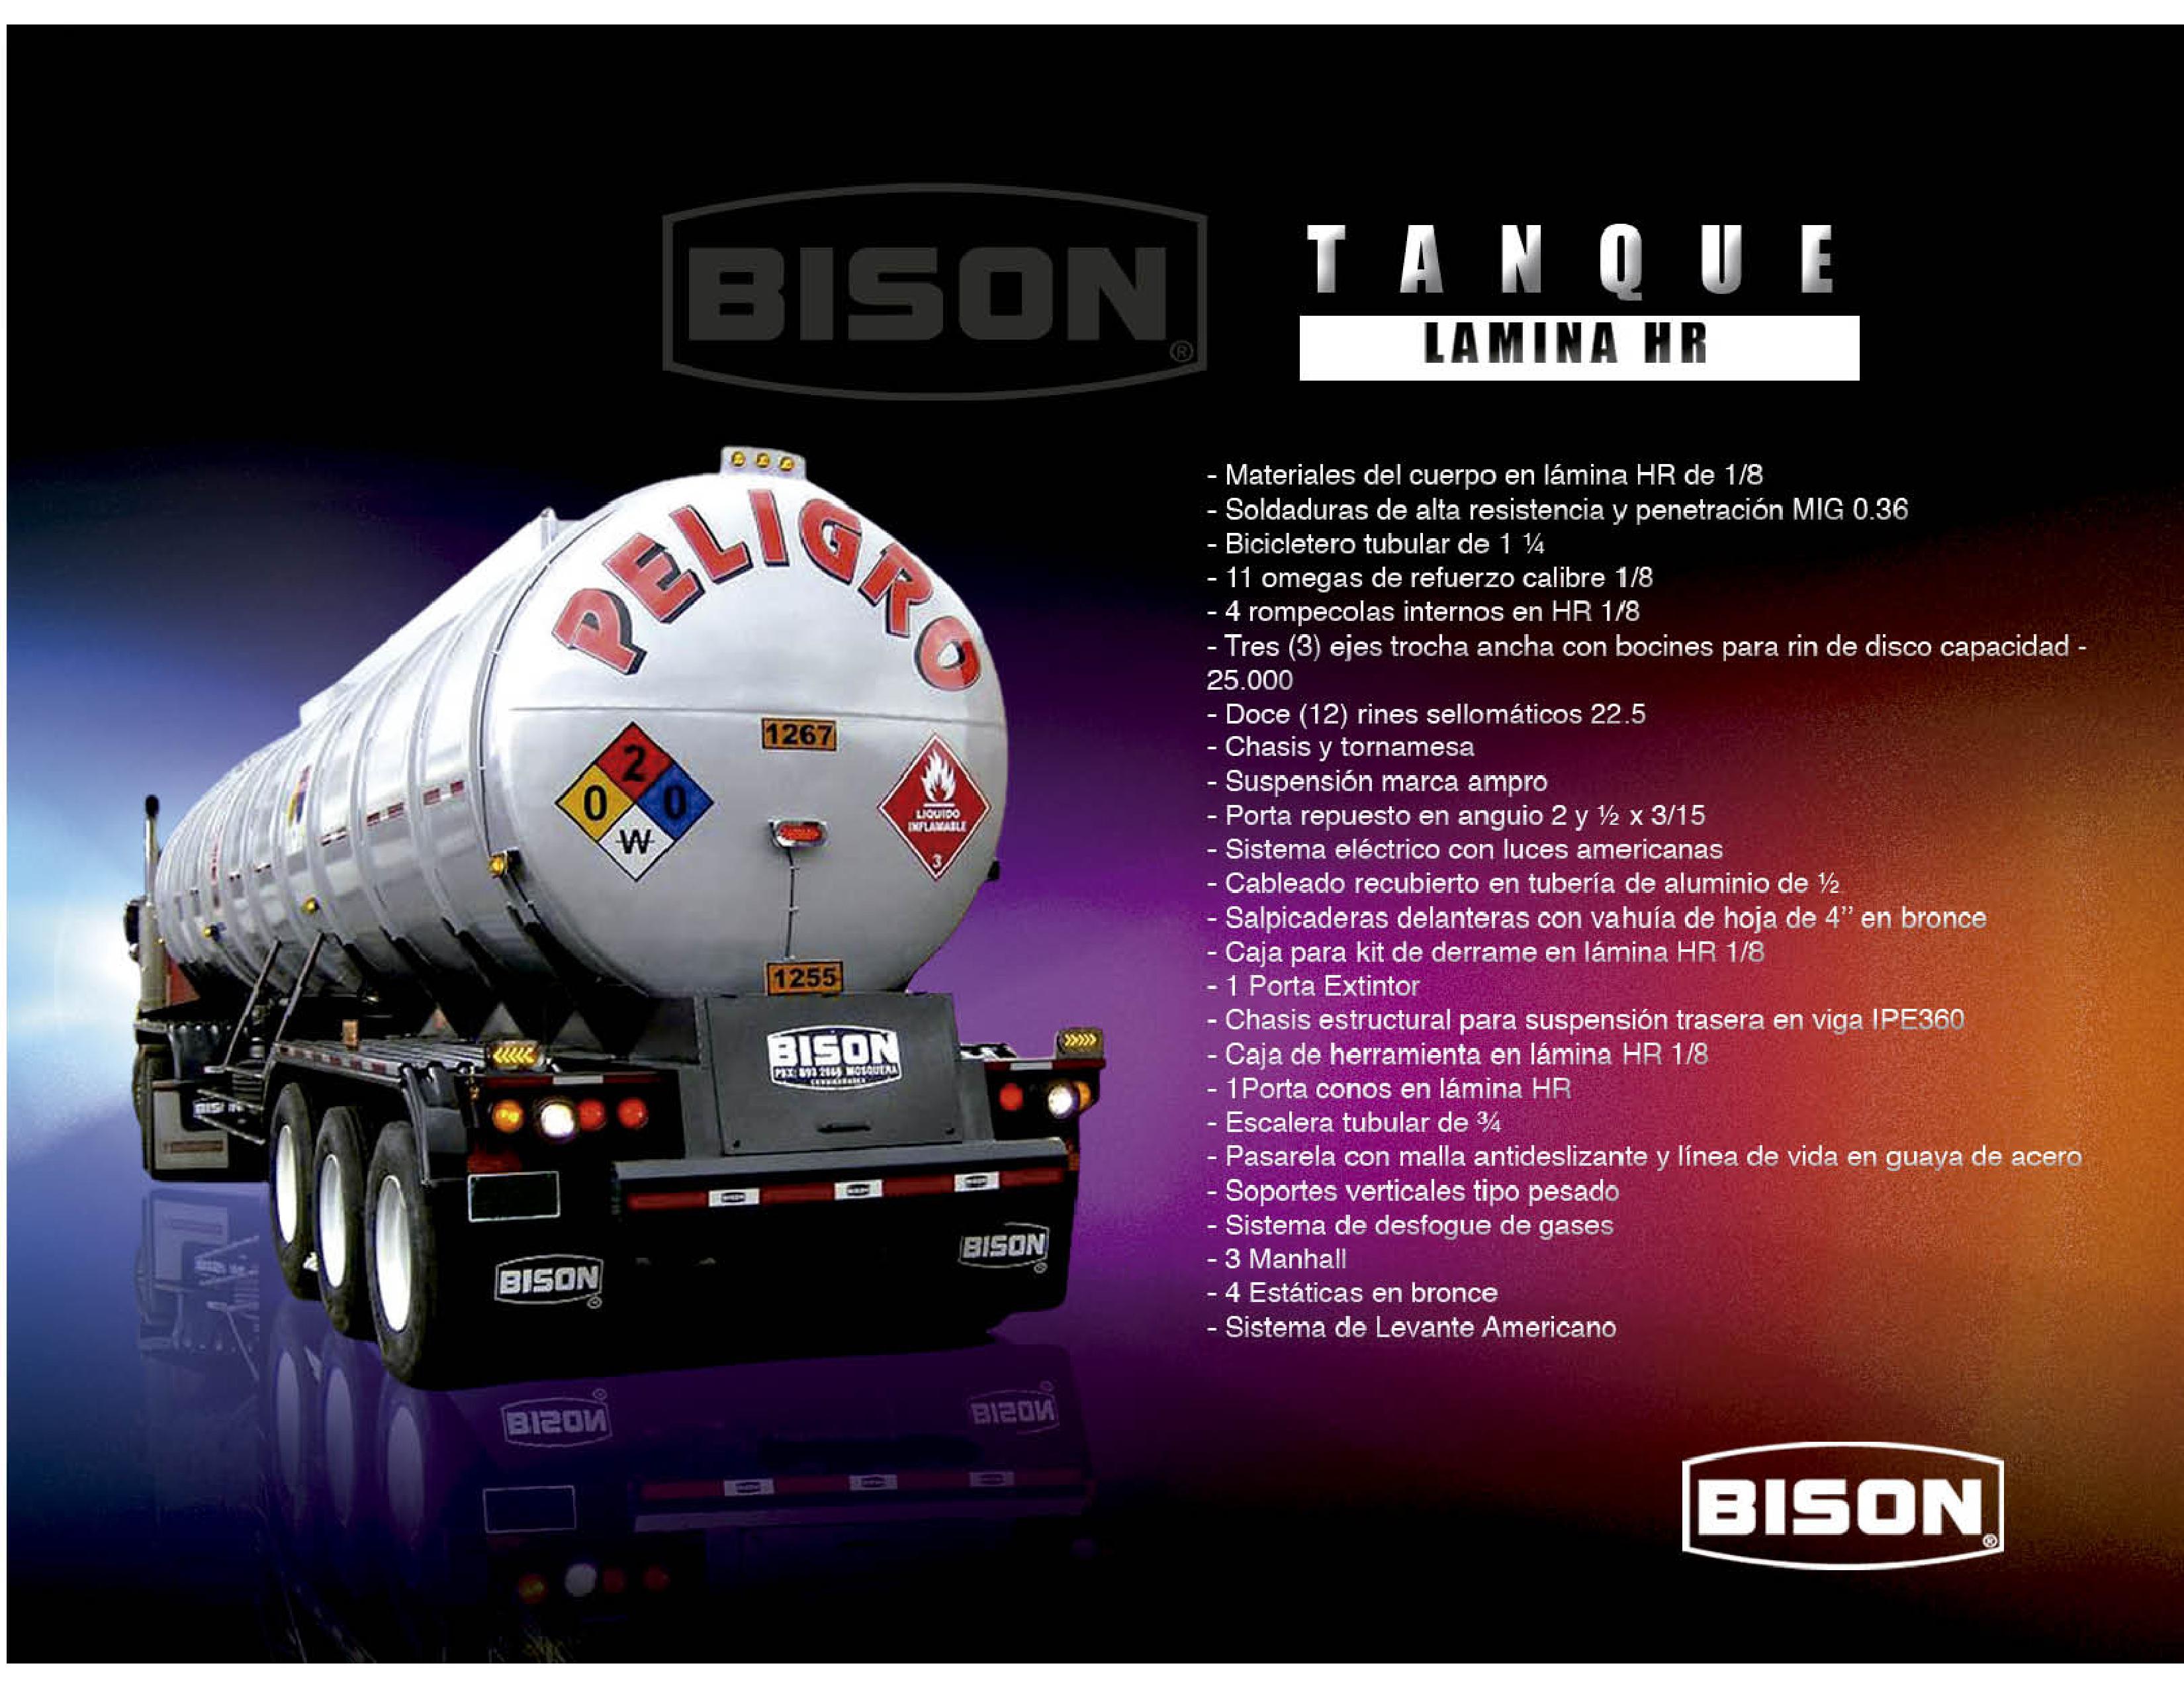 BISON
®
TANQUE
LAMINA HR
- Materiales del cuerpo en lámina HR de 1/8
- Soldaduras de alta resistencia y penetración MIG 0.36
- Bicicletero tubular de 1 ¼
- 11 omegas de refuerzo calibre 1/8
- 4 rompecolas internos en HR 1/8
- Tres (3) ejes trocha ancha con bocines para rin de disco capacidad -
25.000
- Doce (12) rines sellomáticos 22.5
- Chasis y tornamesa
- Suspensión marca ampro
- Porta repuesto en anguio 2 y ½ x 3/15
- Sistema eléctrico con luces americanas
- Cableado recubierto en tubería de aluminio de ½
- Salpicaderas delanteras con vahuía de hoja de 4’’ en bronce
- Caja para kit de derrame en lámina HR 1/8
- 1 Porta Extintor
- Chasis estructural para suspensión trasera en viga IPE360
- Caja de herramienta en lámina HR 1/8
- 1Porta conos en lámina HR
- Escalera tubular de ¾
- Pasarela con malla antideslizante y línea de vida en guaya de acero
- Soportes verticales tipo pesado
- Sistema de desfogue de gases
- 3 Manhall
- 4 Estáticas en bronce
- Sistema de Levante Americano
PELIGRO
1267
2
0 0
W
LIQUIDO
INFLAMABLE
3
1255
BISON
MOSQUERA
BISON
BISON
BISON
®